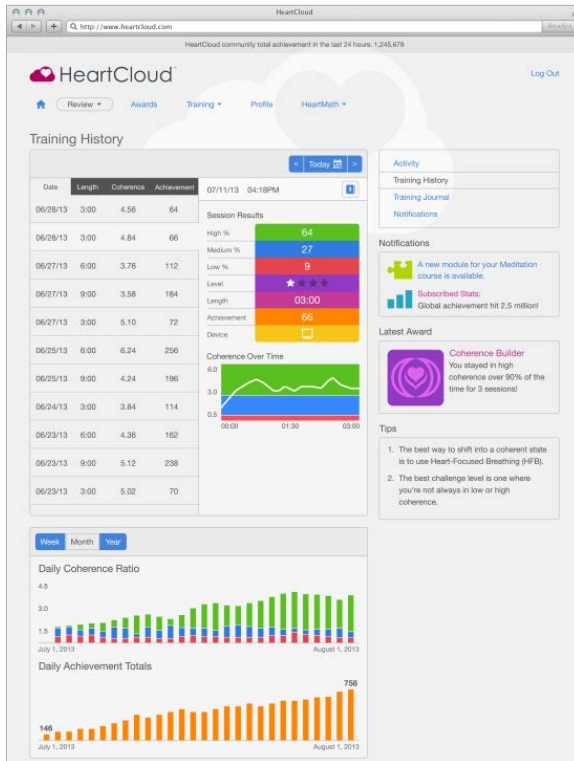 HeartCloud
http://www.heartcloud.com
Reader
HeartCloud community total achievement in the last 24 hours: 1,245,678
HeartCloud
Log Out
Review
Awards
Training
Profile
HeartMath
Training History
< Today >
Date Length Coherence Achievement
06/28/13 3:00 4.56 64
06/28/13 3:00 4.84 66
06/27/13 6:00 3.76 112
06/27/13 9:00 3.58 184
06/27/13 3:00 5.10 72
06/25/13 6:00 6.24 256
06/25/13 9:00 4.24 196
06/24/13 3:00 3.84 114
06/23/13 6:00 4.36 162
06/23/13 9:00 5.12 238
06/23/13 3:00 5.02 70
07/11/13 04:18PM
Session Results
High % 64
Medium % 27
Low % 9
Level
Length 03:00
Achievement 66
Device
Coherence Over Time
6.0
3.0
0.5
00:00 01:30 03:00
Activity
Training History
Training Journal
Notifications
Notifications
A new module for your Meditation
course is available.
Subscribed Stats:
Global achievement hit 2.5 million!
Latest Award
Coherence Builder
You stayed in high
coherence over 90% of the
time for 3 sessions!
Tips
1. The best way to shift into a coherent state
is to use Heart-Focused Breathing (HFB).
2. The best challenge level is one where
you're not always in low or high
coherence.
Week Month Year
Daily Coherence Ratio
4.5
3.0
1.5
July 1, 2013 August 1, 2013
Daily Achievement Totals
758
146
July 1, 2013 August 1, 2013